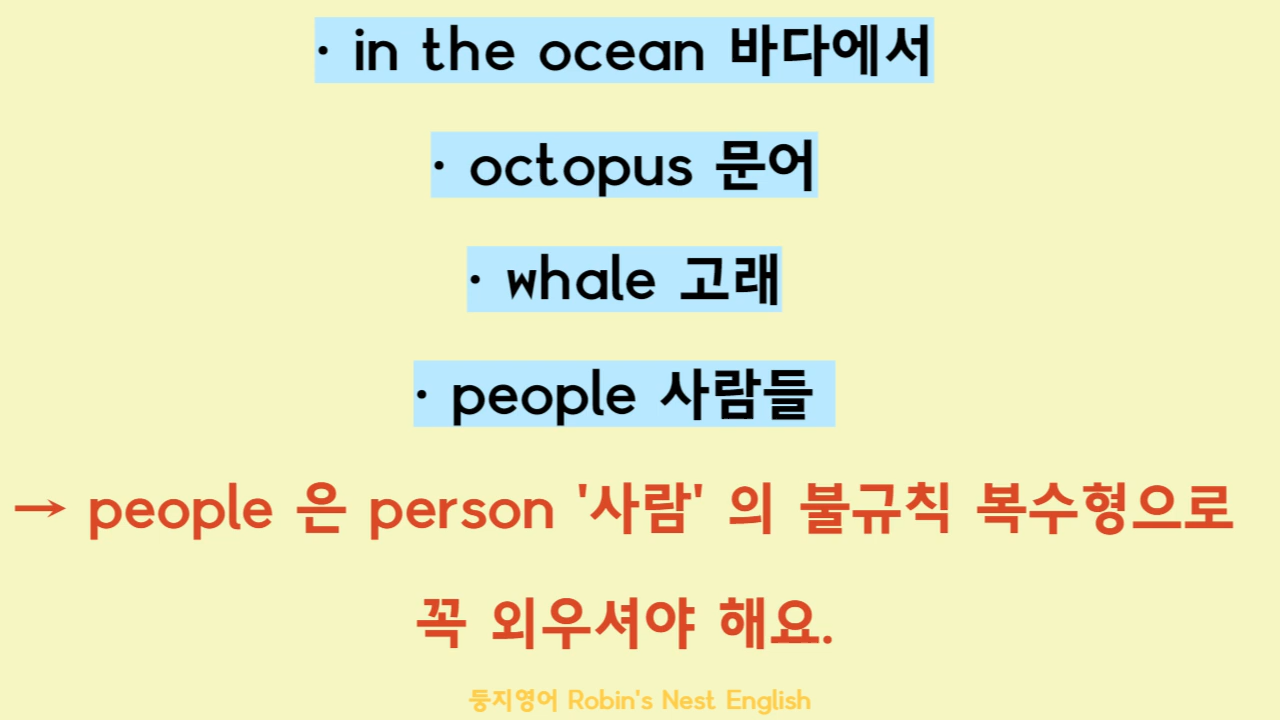 · in the ocean 바다에서
· octopus 문어
· whale 고래
· people 사람들
→ people 은 person '사람' 의 불규칙 복수형으로
꼭 외우셔야 해요.
둥지영어 Robin's Nest English